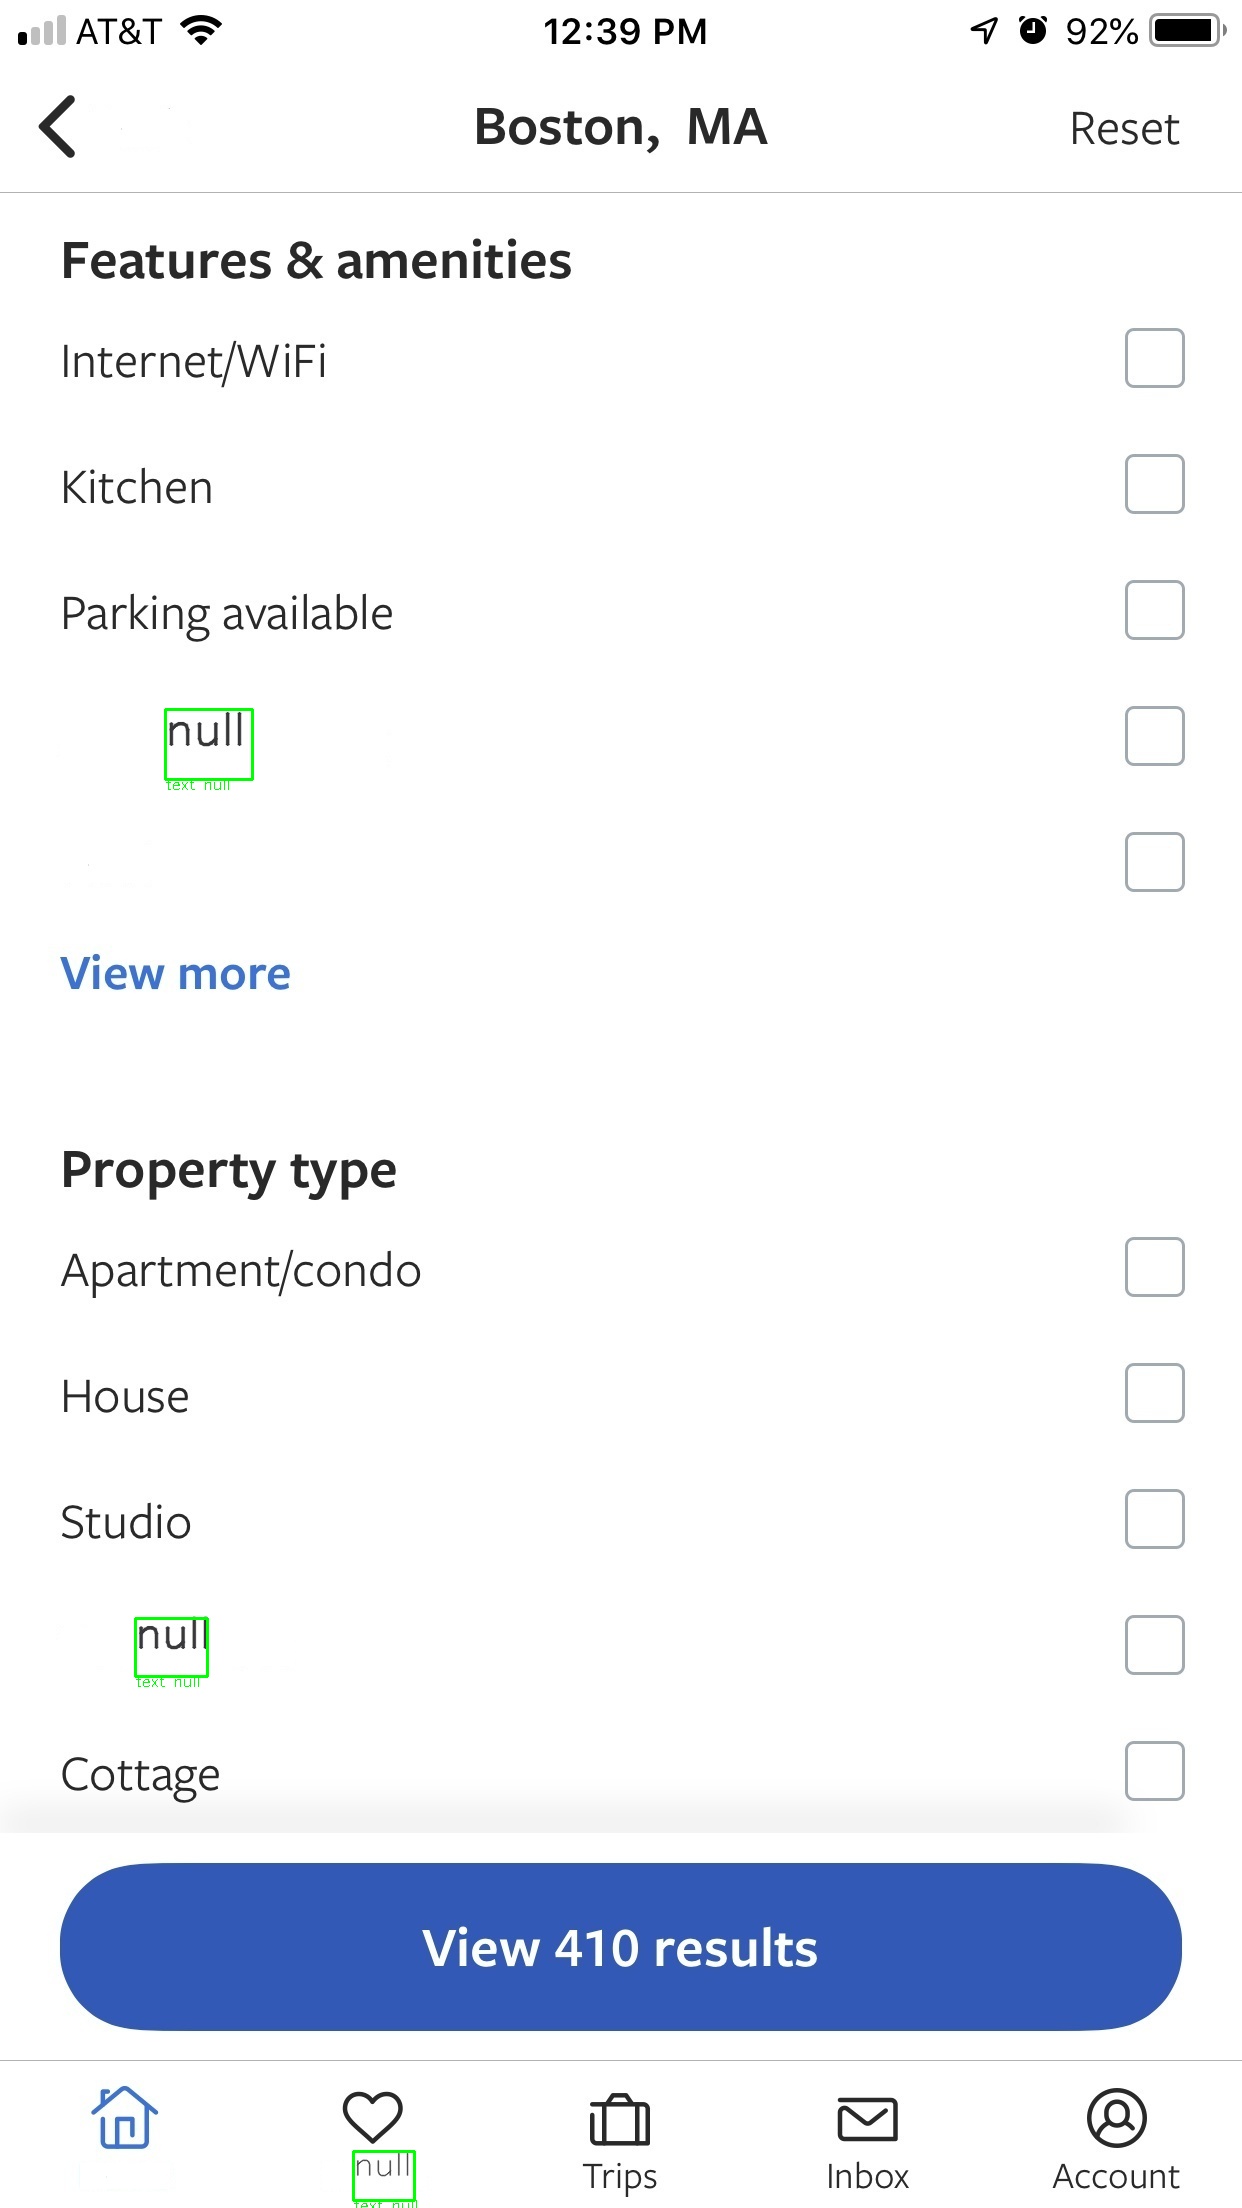 AT&T 12:39 PM 92%
Boston, MA Reset
Features & amenities
Internet/WiFi
Kitchen
Parking available
null
text null
View more
Property type
Apartment/condo
House
Studio
null
text null
Cottage
View 410 results
null
text null
Trips
Inbox
Account